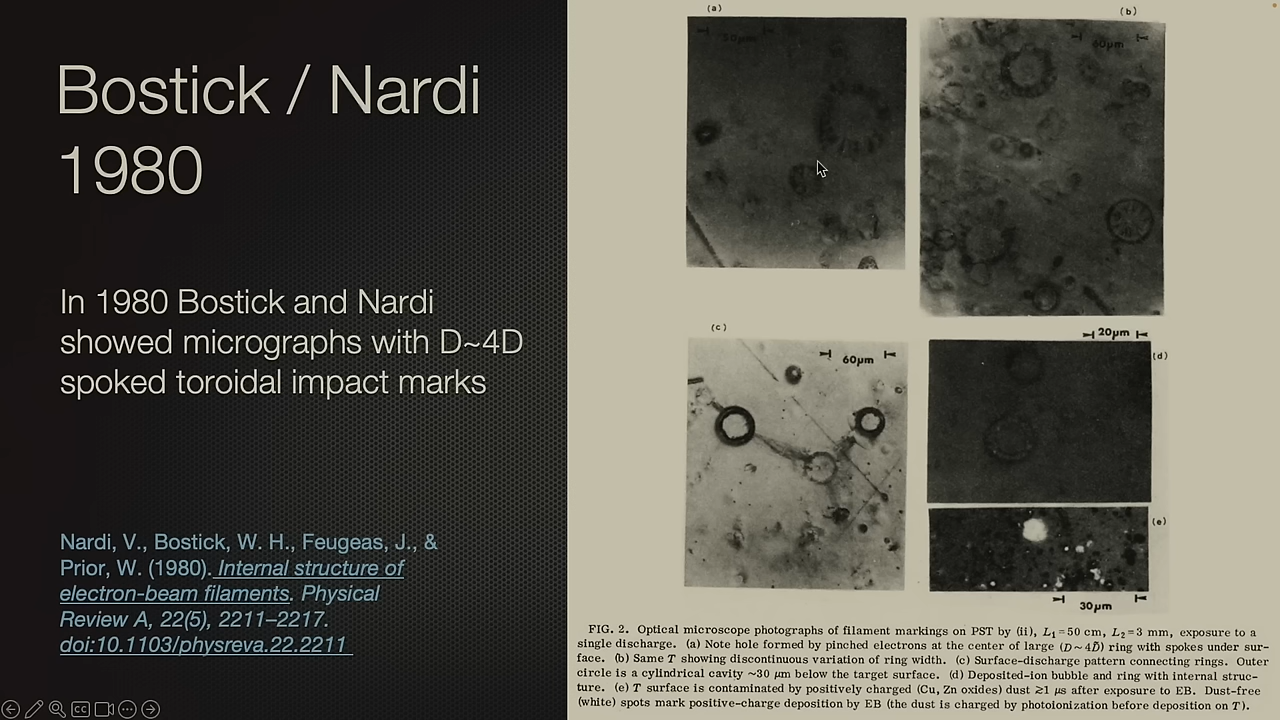 Bostick / Nardi
1980
In 1980 Bostick and Nardi
showed micrographs with D~4D
spoked toroidal impact marks
Nardi, V., Bostick, W. H., Feugeas, J., &
Prior, W. (1980). Internal structure of
electron-beam filaments. Physical
Review A, 22(5), 2211–2217.
doi:10.1103/physreva.22.2211
(a)
50μm
(b)
60μm
(c)
60μm
20μm
(d)
(e)
30μm
FIG. 2. Optical microscope photographs of filament markings on PST by (ii), L₁=50 cm, L₂=3 mm, exposure to a
single discharge. (a) Note hole formed by pinched electrons at the center of large (D~4D̄) ring with spokes under sur-
face. (b) Same T showing discontinuous variation of ring width. (c) Surface-discharge pattern connecting rings. Outer
circle is a cylindrical cavity ~30 μm below the target surface. (d) Deposited-ion bubble and ring with internal struc-
ture. (e) T surface is contaminated by positively charged (Cu, Zn oxides) dust ≥1 μs after exposure to EB. Dust-free
(white) spots mark positive-charge deposition by EB (the dust is charged by photoionization before deposition on T).
CC